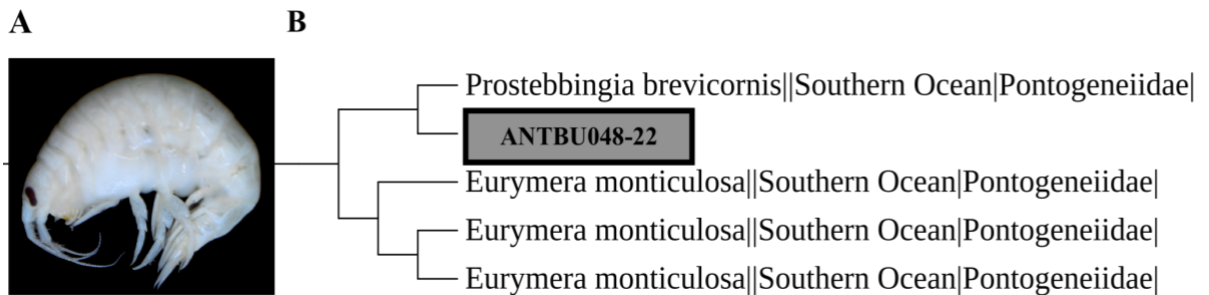 A
B
Prostebbingia brevicornis||Southern Ocean|Pontogeneiidae|
ANTBU048-22
Eurymera monticulosa||Southern Ocean|Pontogeneiidae|
Eurymera monticulosa||Southern Ocean|Pontogeneiidae|
Eurymera monticulosa||Southern Ocean|Pontogeneiidae|